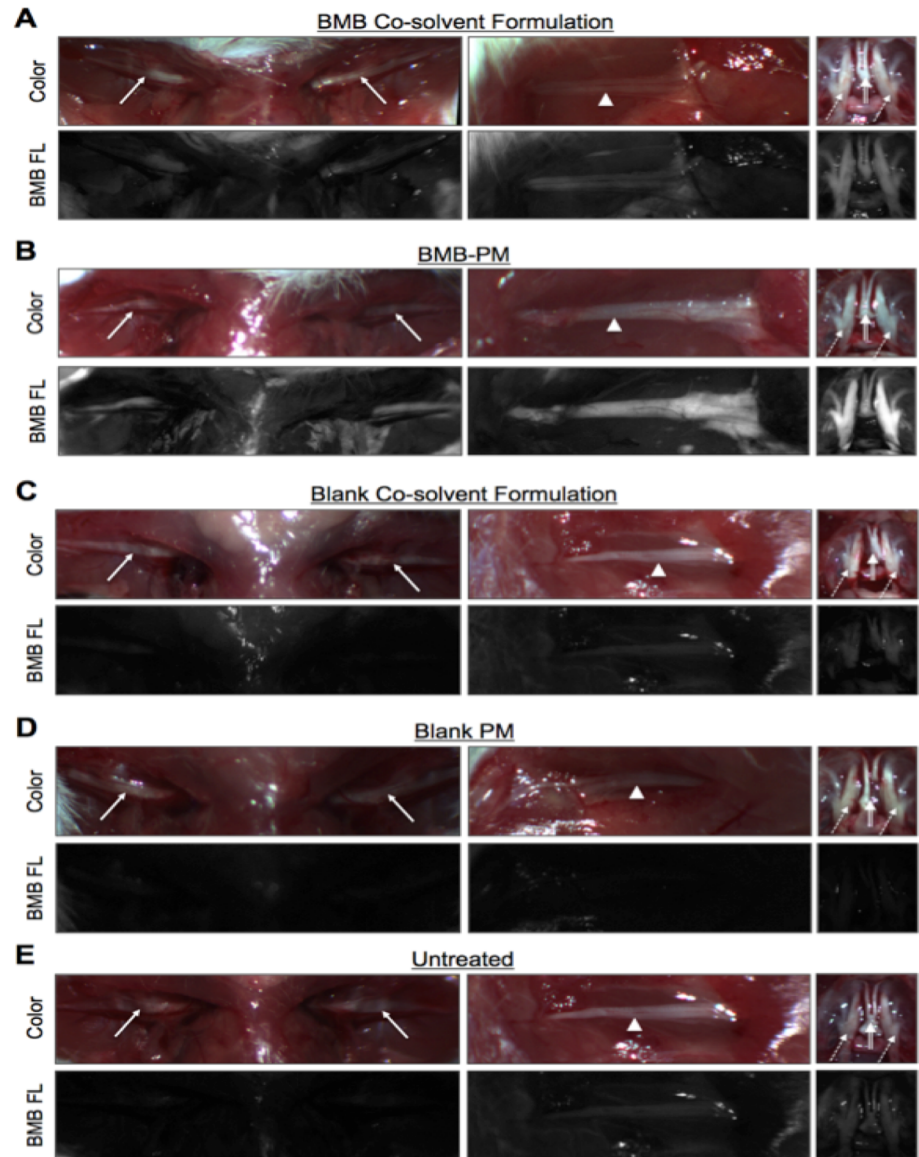 A
BMB Co-solvent Formulation
Color
BMB FL
B
BMB-PM
Color
BMB FL
C
Blank Co-solvent Formulation
Color
BMB FL
D
Blank PM
Color
BMB FL
E
Untreated
Color
BMB FL